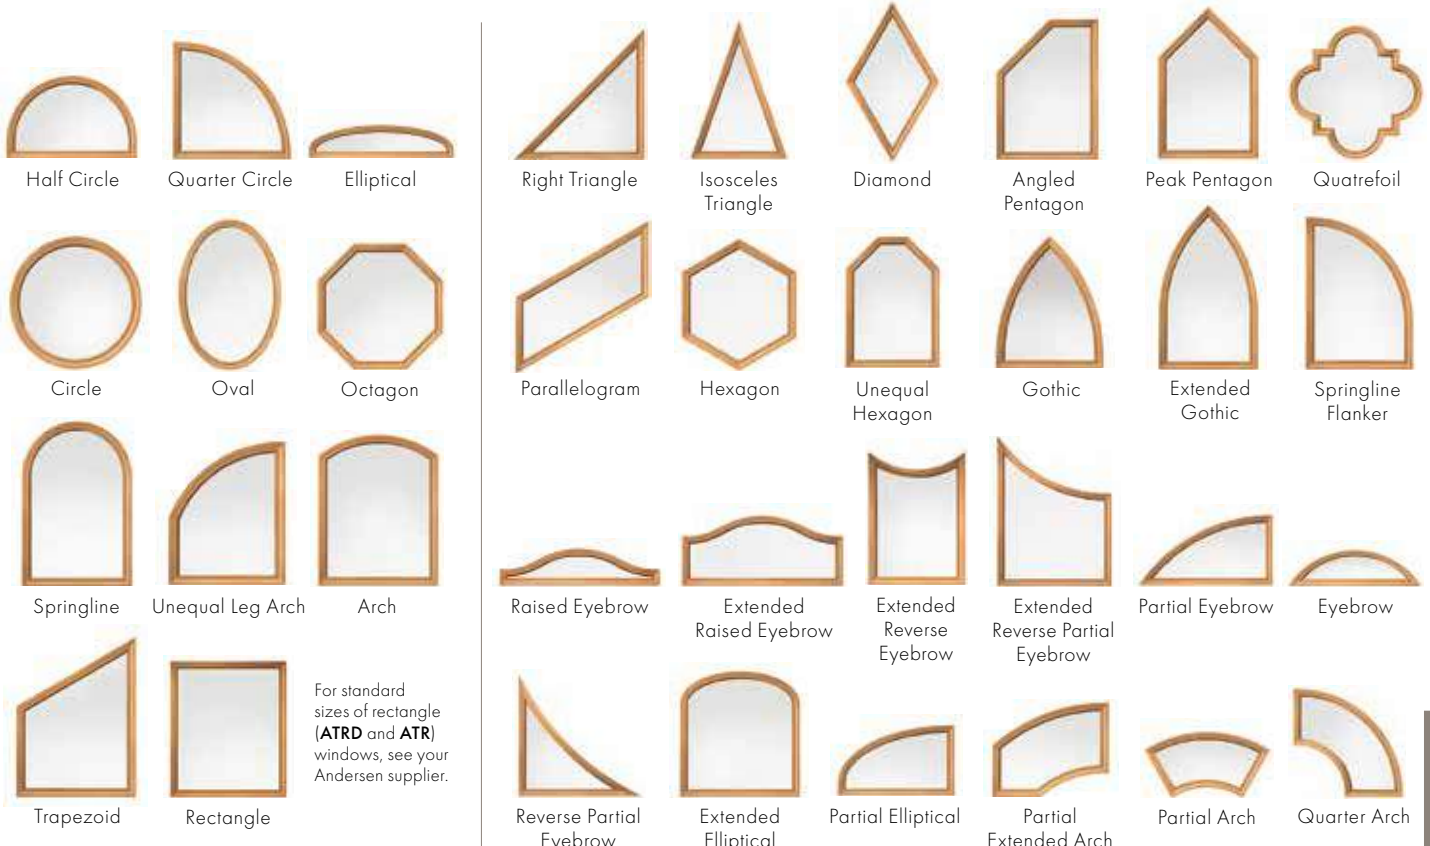 Half Circle
Quarter Circle
Elliptical
Circle
Oval
Octagon
Springline
Unequal Leg Arch
Arch
Trapezoid
Rectangle
For standard
sizes of rectangle
(ATRD and ATR)
windows, see your
Andersen supplier.
Right Triangle
Isosceles
Triangle
Diamond
Angled
Pentagon
Peak Pentagon
Quatrefoil
Parallelogram
Hexagon
Unequal
Hexagon
Gothic
Extended
Gothic
Springline
Flanker
Raised Eyebrow
Extended
Raised Eyebrow
Extended
Reverse
Eyebrow
Extended
Reverse Partial
Eyebrow
Partial Eyebrow
Eyebrow
Reverse Partial
Eyebrow
Extended
Elliptical
Partial Elliptical
Partial
Extended Arch
Partial Arch
Quarter Arch